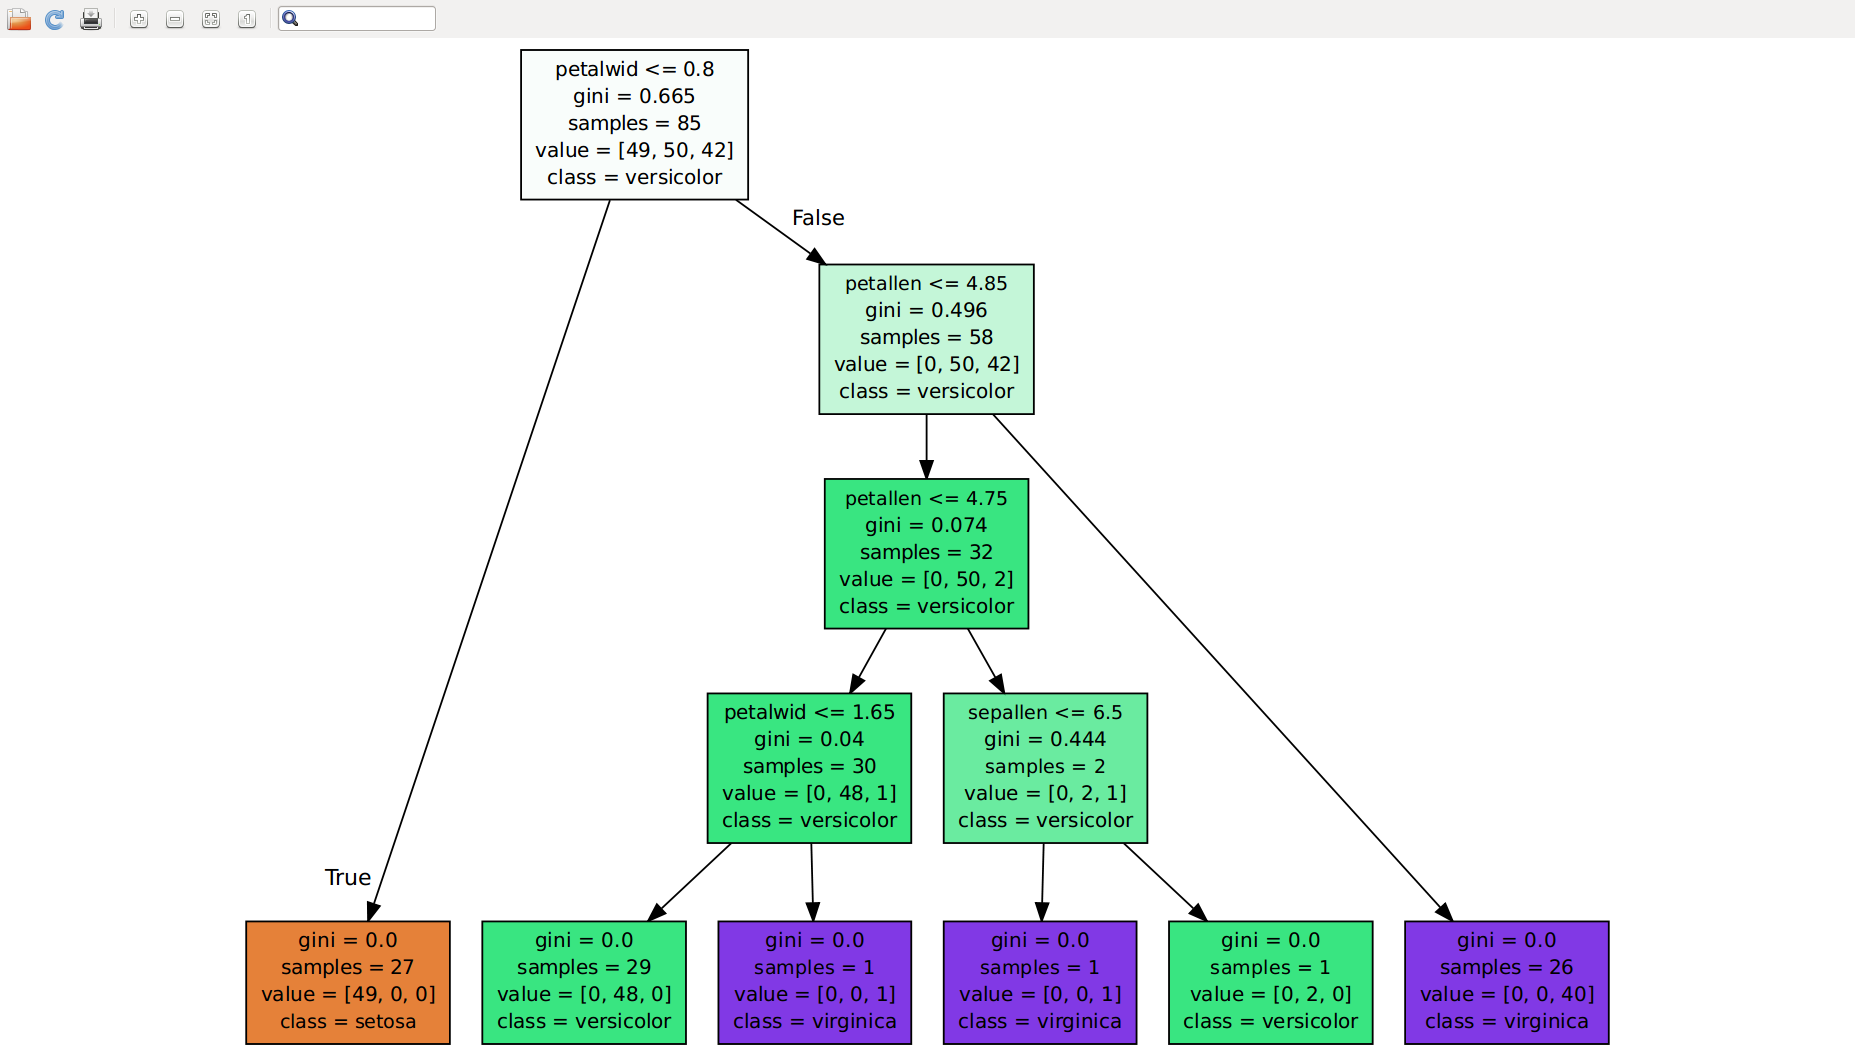 1
petalwid <= 0.8
gini = 0.665
samples = 85
value = [49, 50, 42]
class = versicolor
False
petallen <= 4.85
gini = 0.496
samples = 58
value = [0, 50, 42]
class = versicolor
petallen <= 4.75
gini = 0.074
samples = 32
value = [0, 50, 2]
class = versicolor
petalwid <= 1.65
gini = 0.04
samples = 30
value = [0, 48, 1]
class = versicolor
sepallen <= 6.5
gini = 0.444
samples = 2
value = [0, 2, 1]
class = versicolor
True
gini = 0.0
samples = 27
value = [49, 0, 0]
class = setosa
gini = 0.0
samples = 29
value = [0, 48, 0]
class = versicolor
gini = 0.0
samples = 1
value = [0, 0, 1]
class = virginica
gini = 0.0
samples = 1
value = [0, 0, 1]
class = virginica
gini = 0.0
samples = 1
value = [0, 2, 0]
class = versicolor
gini = 0.0
samples = 26
value = [0, 0, 40]
class = virginica